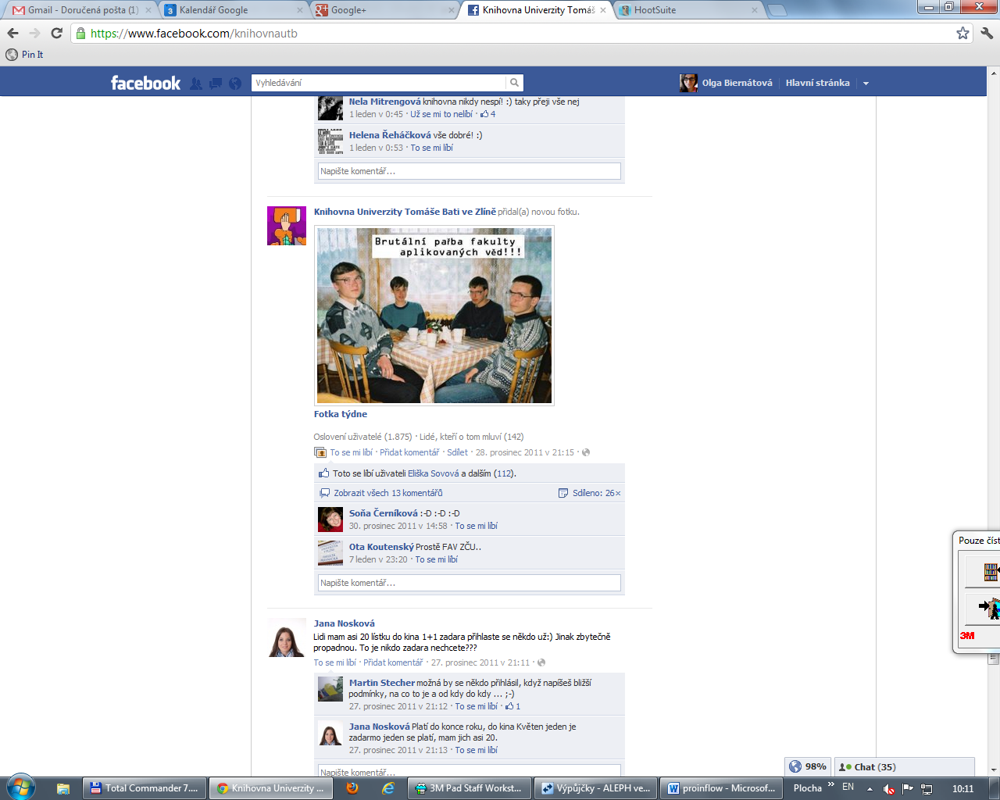 Gmail - Doručená pošta (1)
Kalendář Google
Google+
Knihovna Univerzity Tomáš
HootSuite
https://www.facebook.com/knihovnautb
Pin It
facebook
Vyhledávání
Olga Biernátová
Hlavní stránka
Nela Mitrengová knihovna nikdy nespí! :) taky přeji vše nej
1 leden v 0:45 · Už se mi to nelíbí · 4
Helena Řeháčková vše dobré! :)
1 leden v 0:53 · To se mi líbí
Napište komentář...
Knihovna Univerzity Tomáše Bati ve Zlíně přidal(a) novou fotku.
Brutální pařba fakulty
aplikovaných věd!!!
Fotka týdne
Oslovení uživatelé (1.875) · Lidé, kteří o tom mluví (142)
To se mi líbí · Přidat komentář · Sdílet · 28. prosinec 2011 v 21:15 ·
Toto se líbí uživateli Eliška Sovová a dalším (112).
Zobrazit všech 13 komentářů
Sdíleno: 26×
Soňa Černíková :-D :-D :-D
30. prosinec 2011 v 14:58 · To se mi líbí
Ota Koutenský Prostě FAV ZČU..
7 leden v 23:20 · To se mi líbí
Napište komentář...
Jana Nosková
Lidi mam asi 20 lístku do kina 1+1 zadara přihlaste se někdo už:) Jinak zbytečně
propadnou. To je nikdo zadara nechcete???
To se mi líbí · Přidat komentář · 27. prosinec 2011 v 21:11 ·
Martin Stecher možná by se někdo přihlásil, když napíšeš bližší
podmínky, na co to je a od kdy do kdy ... ;-)
27. prosinec 2011 v 21:12 · To se mi líbí · 1
Jana Nosková Platí do konce roku, do kina Květen jeden je
zadarmo jeden se platí, mam jich asi 20.
27. prosinec 2011 v 21:13 · To se mi líbí
Napište komentář...
Pouze číst
3M
98%
Chat (35)
Total Commander 7....
Knihovna Univerzity ...
3M Pad Staff Workst...
Výpůjčky - ALEPH ve...
proinflow - Microsof...
Plocha
EN
10:11